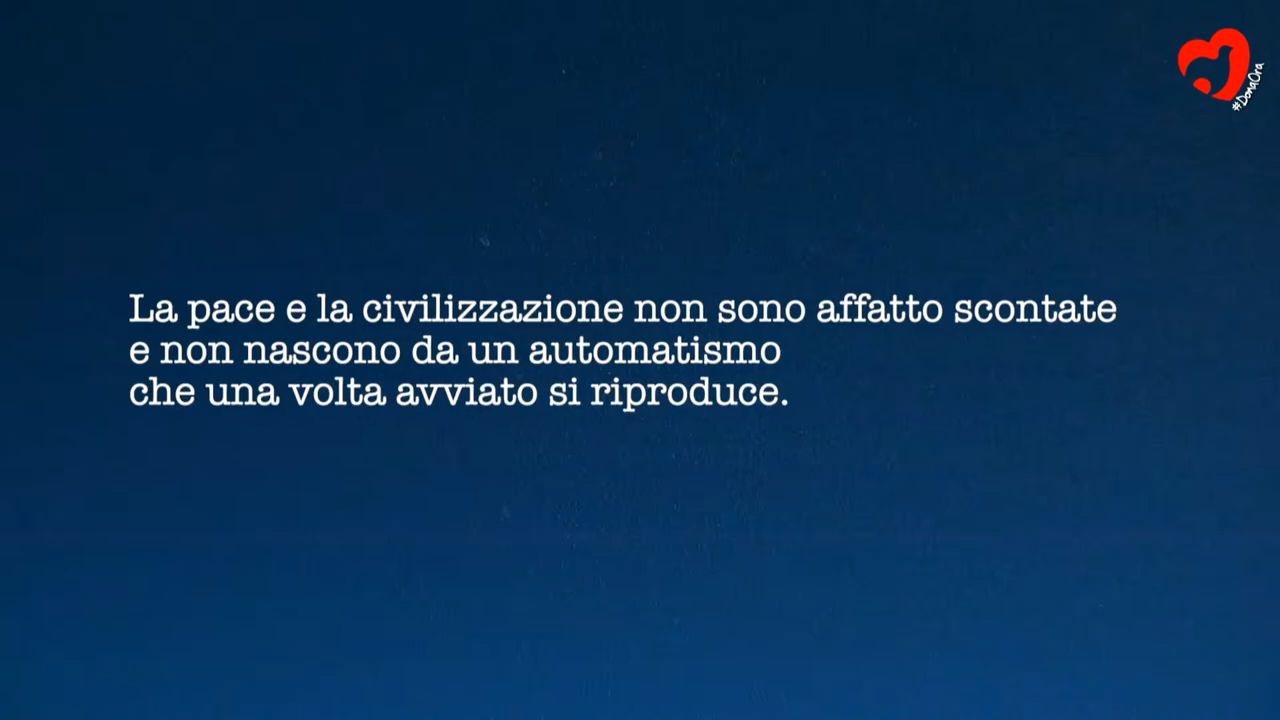 #DonaOra
La pace e la civilizzazione non sono affatto scontate
e non nascono da un automatismo
che una volta avviato si riproduce.